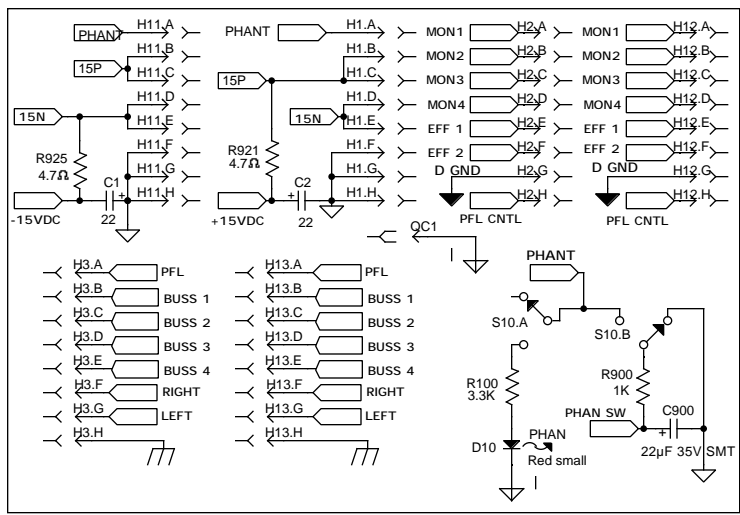 PHANT H11.A
H11.B
15P
H11.C
H11.D
15N
H11.E
H11.F
R925
4.7Ω
H11.G
C1
+
H11.H
-15VDC
22
PHANT H1.A
H1.B
15P
H1.C
H1.D
15N
H1.E
H1.F
R921
4.7Ω
H1.G
+ C2
H1.H
+15VDC
22
MON1 H2.A
MON2 H2.B
MON3 H2.C
MON4 H2.D
EFF 1 H2.E
EFF 2 H2.F
D GND H2.G
H2.H
PFL CNTL
MON1 H12.A
MON2 H12.B
MON3 H12.C
MON4 H12.D
EFF 1 H12.E
EFF 2 H12.F
D GND H12.G
H12.H
PFL CNTL
QC1
H3.A PFL
H3.B BUSS 1
H3.C BUSS 2
H3.D BUSS 3
H3.E BUSS 4
H3.F RIGHT
H3.G LEFT
H3.H
H13.A PFL
H13.B BUSS 1
H13.C BUSS 2
H13.D BUSS 3
H13.E BUSS 4
H13.F RIGHT
H13.G LEFT
H13.H
PHANT
S10.A
S10.B
R100
3.3K
R900
1K
PHAN SW
C900
+
22µF 35V SMT
D10
PHAN
Red small